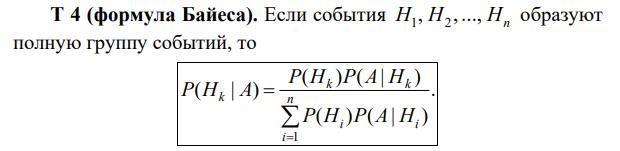 Т 4 (формула Байеса). Если события H₁, H₂,..., Hₙ образуют
полную группу событий, то
P(Hₖ | A) = P(Hₖ)P(A | Hₖ) / ∑ᵢ₌₁ⁿ P(Hᵢ)P(A | Hᵢ).